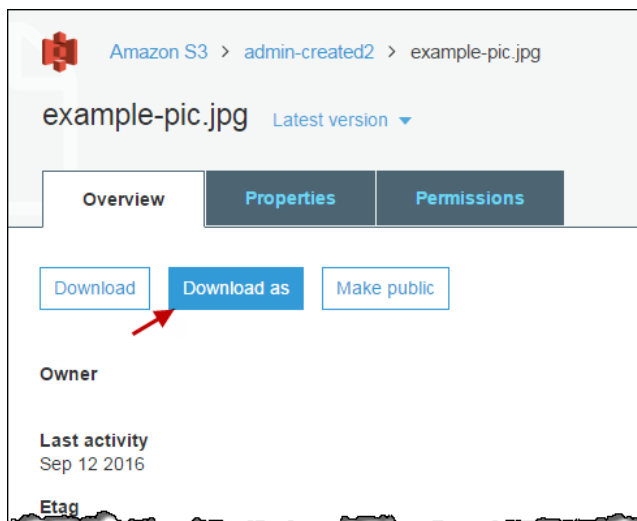 Amazon S3 > admin-created2 > example-pic.jpg
example-pic.jpg Latest version
Overview Properties Permissions
Download Download as Make public
Owner
Last activity
Sep 12 2016
Etag